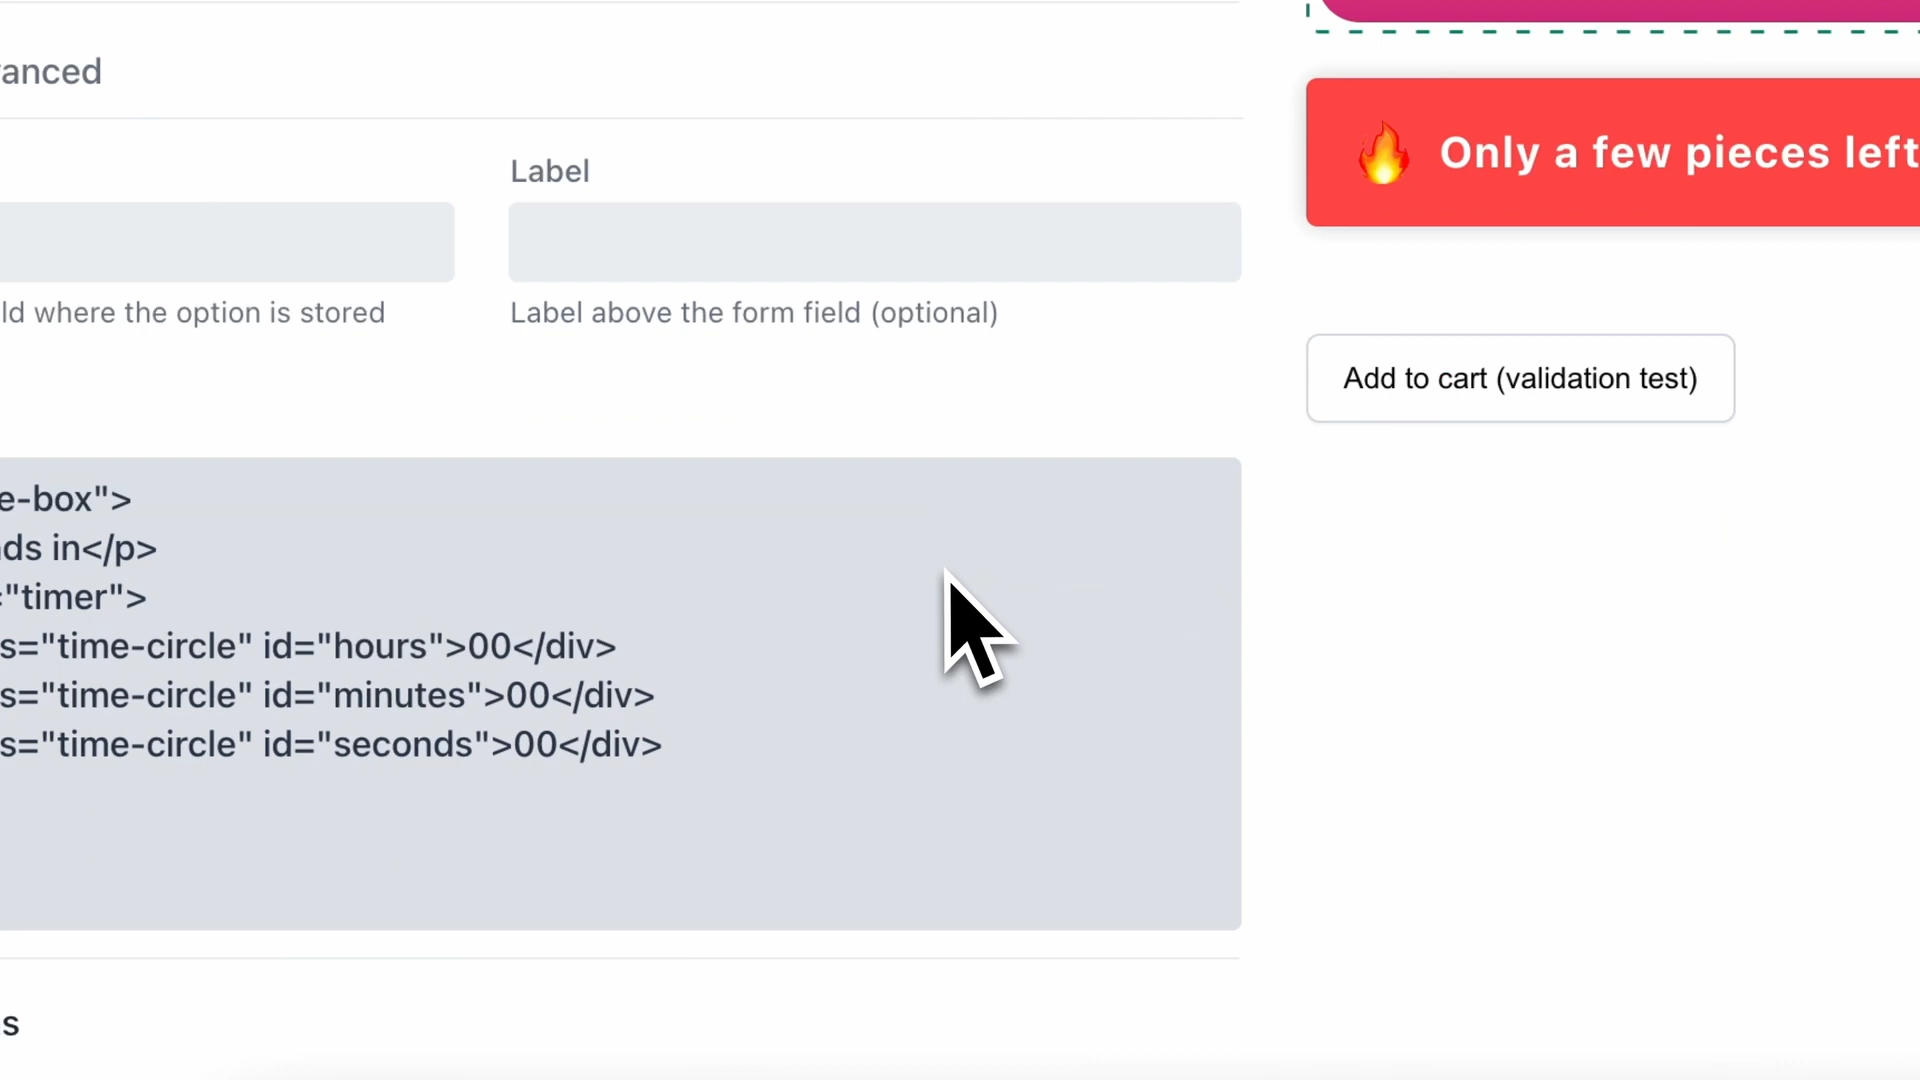 vanced
Label
ld where the option is stored
Label above the form field (optional)
e-box">
ds in</p>
="timer">
s="time-circle" id="hours">00</div>
s="time-circle" id="minutes">00</div>
s="time-circle" id="seconds">00</div>
s
🔥 Only a few pieces left
Add to cart (validation test)